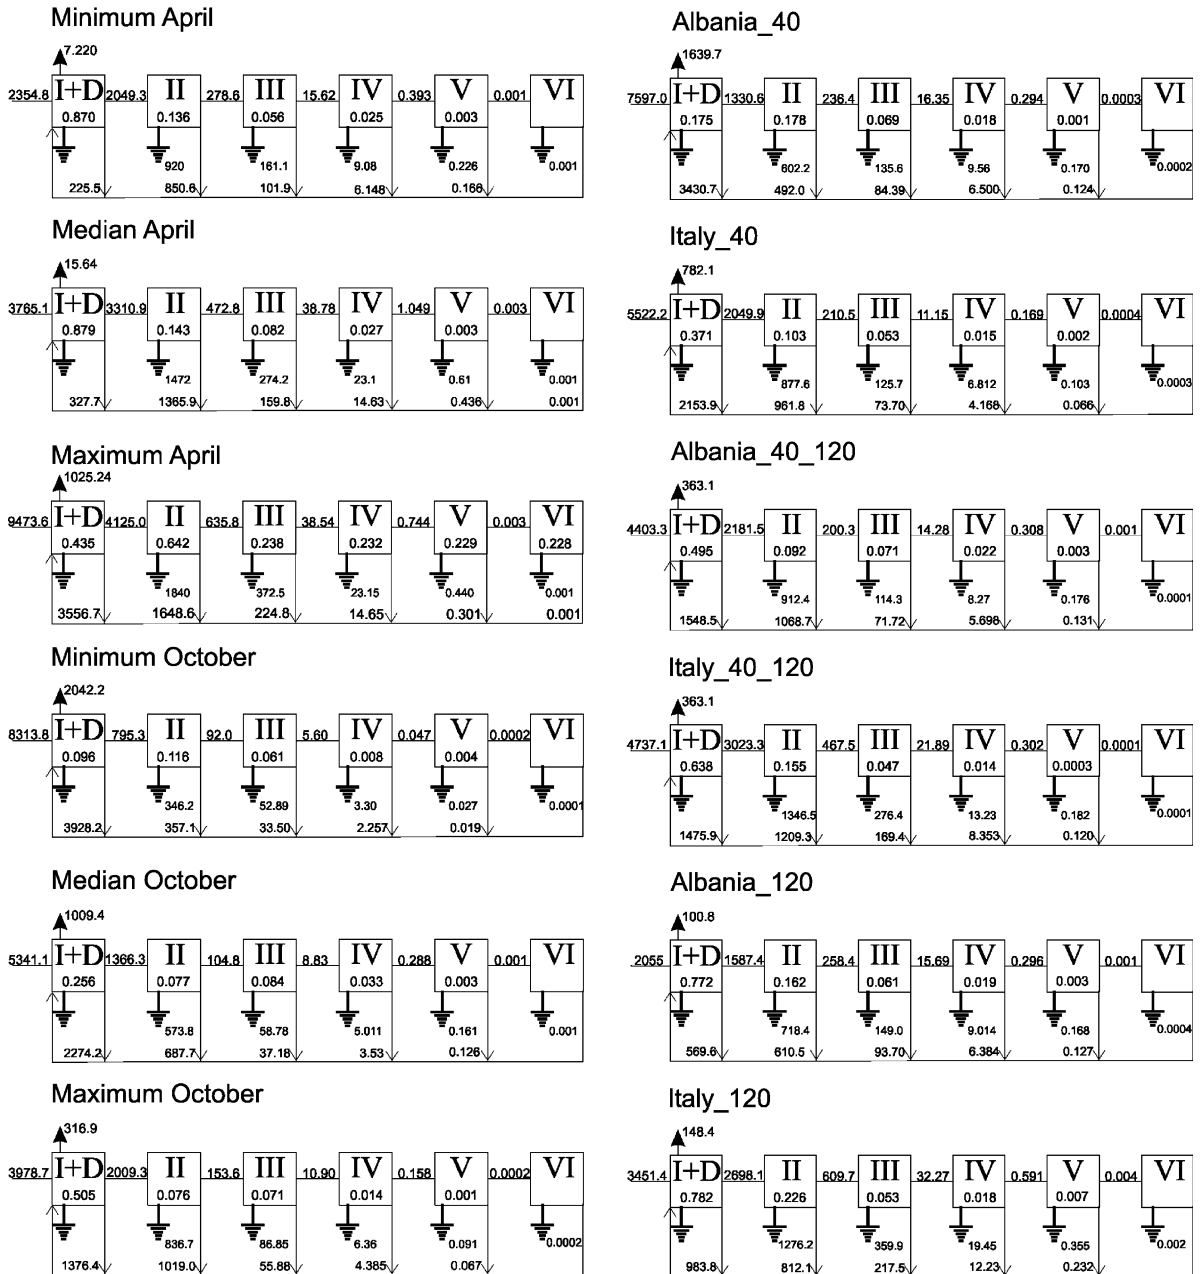 Minimum April
7.220
2354.8 I+D 2049.3 II 278.6 III 15.62 IV 0.393 V 0.001 VI
0.870 0.136 0.056 0.025 0.003
920 161.1 9.08 0.226 0.001
225.5 850.6 101.9 6.148 0.166
Median April
15.64
3765.1 I+D 3310.9 II 472.8 III 38.78 IV 1.049 V 0.003 VI
0.879 0.143 0.082 0.027 0.003
1472 274.2 23.1 0.61 0.001
327.7 1365.9 159.8 14.63 0.436 0.001
Maximum April
1025.24
9473.6 I+D 4125.0 II 635.8 III 38.54 IV 0.744 V 0.003 VI
0.435 0.642 0.238 0.232 0.229 0.228
1840 372.5 23.15 0.440 0.001
3556.7 1648.6 224.8 14.65 0.301 0.001
Minimum October
2042.2
8313.8 I+D 795.3 II 92.0 III 5.60 IV 0.047 V 0.0002 VI
0.096 0.116 0.061 0.008 0.004
346.2 52.89 3.30 0.027 0.0001
3928.2 357.1 33.50 2.257 0.019
Median October
1009.4
5341.1 I+D 1366.3 II 104.8 III 8.83 IV 0.288 V 0.001 VI
0.256 0.077 0.084 0.033 0.003
573.8 58.78 5.011 0.161 0.001
2274.2 687.7 37.18 3.53 0.126
Maximum October
316.9
3978.7 I+D 2009.3 II 153.6 III 10.90 IV 0.158 V 0.0002 VI
0.505 0.076 0.071 0.014 0.001
836.7 86.85 6.36 0.091 0.0002
1376.4 1019.0 55.88 4.385 0.067
Albania_40
1639.7
7597.0 I+D 1330.6 II 236.4 III 16.35 IV 0.294 V 0.0003 VI
0.175 0.178 0.069 0.018 0.001
602.2 135.6 9.56 0.170 0.0002
3430.7 492.0 84.39 6.500 0.124
Italy_40
782.1
5522.2 I+D 2049.9 II 210.5 III 11.15 IV 0.169 V 0.0004 VI
0.371 0.103 0.053 0.015 0.002
877.6 125.7 6.812 0.103 0.0003
2153.9 961.8 73.70 4.168 0.066
Albania_40_120
363.1
4403.3 I+D 2181.5 II 200.3 III 14.28 IV 0.308 V 0.001 VI
0.495 0.092 0.071 0.022 0.003
912.4 114.3 8.27 0.176 0.0001
1548.5 1068.7 71.72 5.698 0.131
Italy_40_120
363.1
4737.1 I+D 3023.3 II 467.5 III 21.89 IV 0.302 V 0.0001 VI
0.638 0.155 0.047 0.014 0.0003
1346.5 276.4 13.23 0.182 0.0001
1475.9 1209.3 169.4 8.353 0.120
Albania_120
100.8
2055 I+D 1587.4 II 258.4 III 15.69 IV 0.296 V 0.001 VI
0.772 0.162 0.061 0.019 0.003
718.4 149.0 9.014 0.168 0.0004
569.6 610.5 93.70 6.384 0.127
Italy_120
148.4
3451.4 I+D 2698.1 II 609.7 III 32.27 IV 0.591 V 0.004 VI
0.782 0.226 0.053 0.018 0.007
1276.2 359.9 19.45 0.355 0.002
983.8 812.1 217.5 12.23 0.232